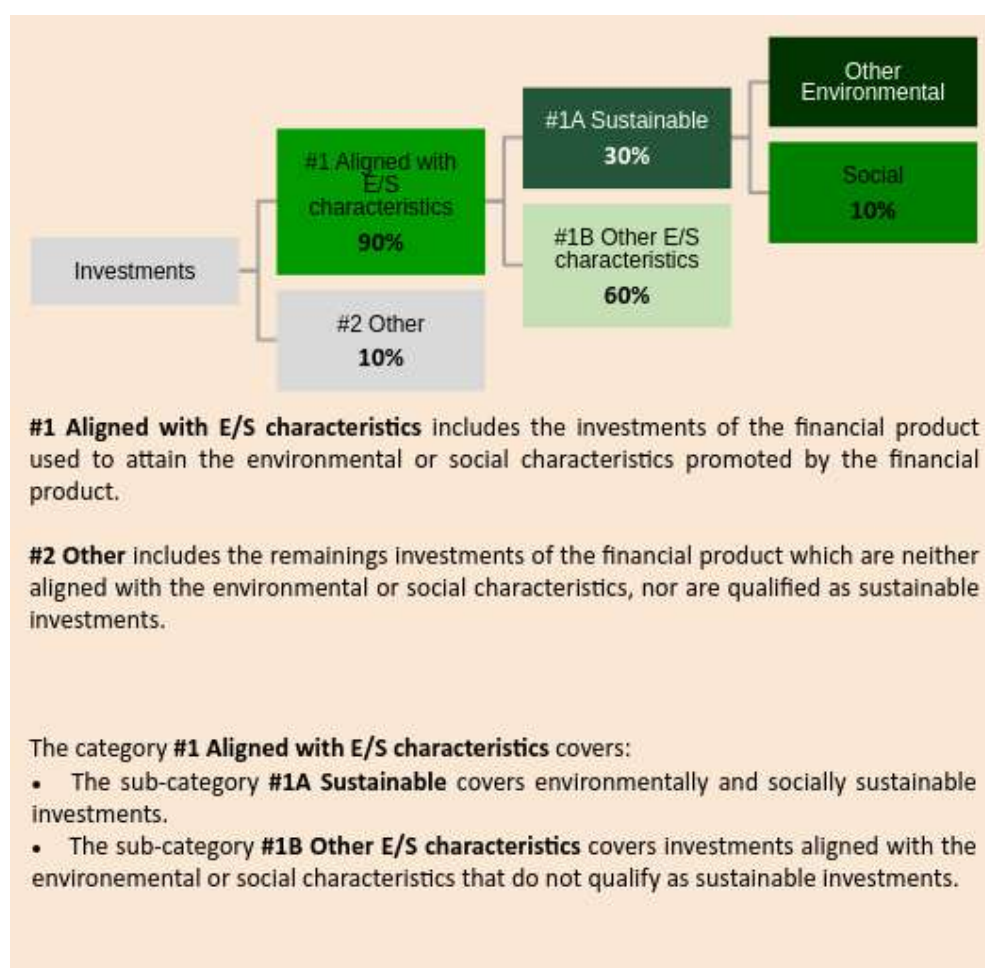 Other
Environmental
#1A Sustainable
30%
#1 Aligned with
E/S
characteristics
90%
Social
10%
#1B Other E/S
characteristics
60%
Investments
#2 Other
10%
#1 Aligned with E/S characteristics includes the investments of the financial product
used to attain the environmental or social characteristics promoted by the financial
product.
#2 Other includes the remainings investments of the financial product which are neither
aligned with the environmental or social characteristics, nor are qualified as sustainable
investments.
The category #1 Aligned with E/S characteristics covers:
• The sub-category #1A Sustainable covers environmentally and socially sustainable
investments.
• The sub-category #1B Other E/S characteristics covers investments aligned with the
environemental or social characteristics that do not qualify as sustainable investments.